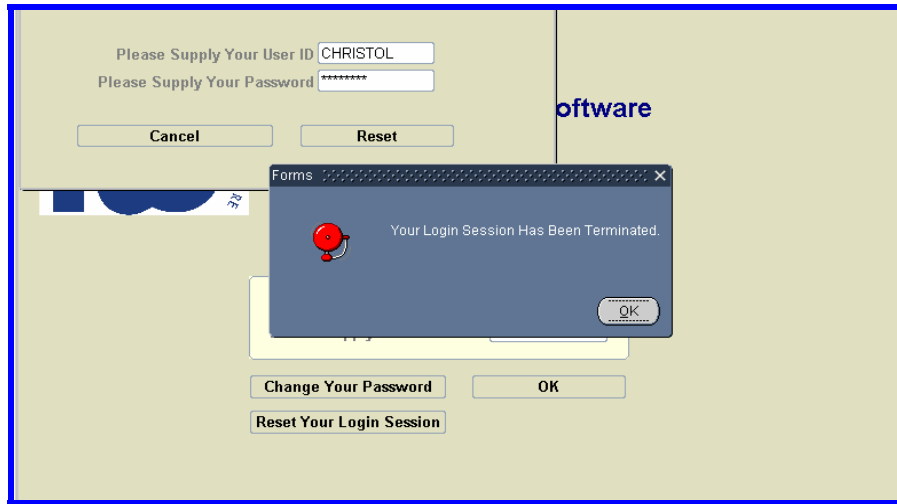 Please Supply Your User ID CHRISTOL
Please Supply Your Password ********
oftware
Cancel Reset
Forms
RE
Your Login Session Has Been Terminated.
OK
Change Your Password OK
Reset Your Login Session